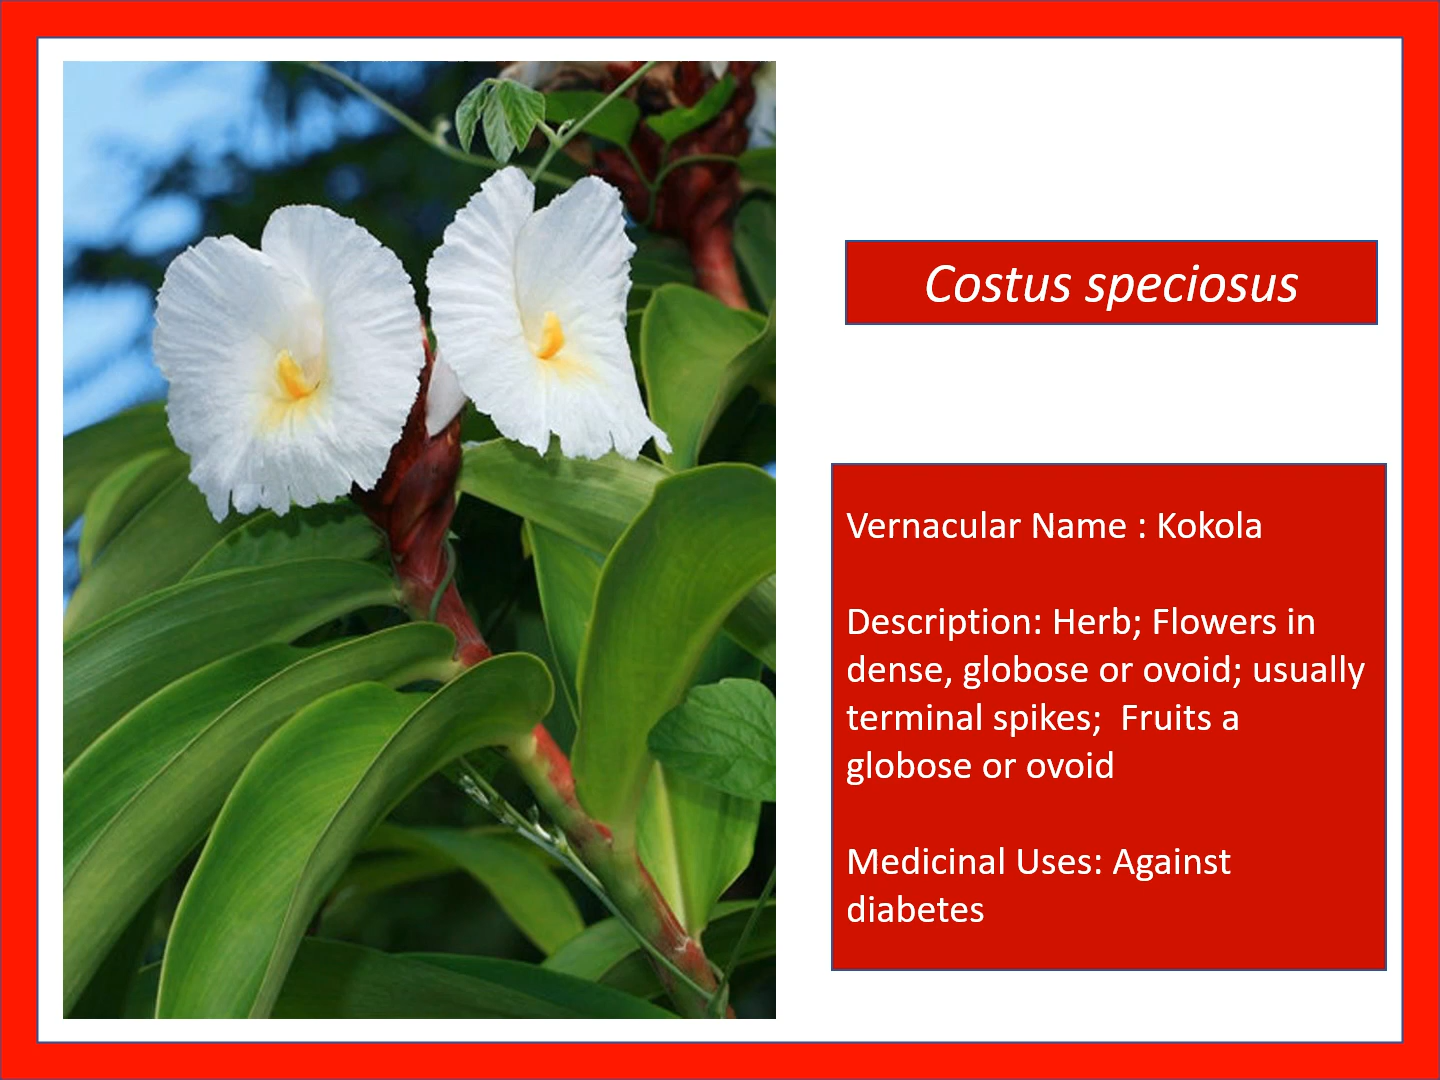 Costus speciosus
Vernacular Name : Kokola
Description: Herb; Flowers in
dense, globose or ovoid; usually
terminal spikes;  Fruits a
globose or ovoid
Medicinal Uses: Against
diabetes